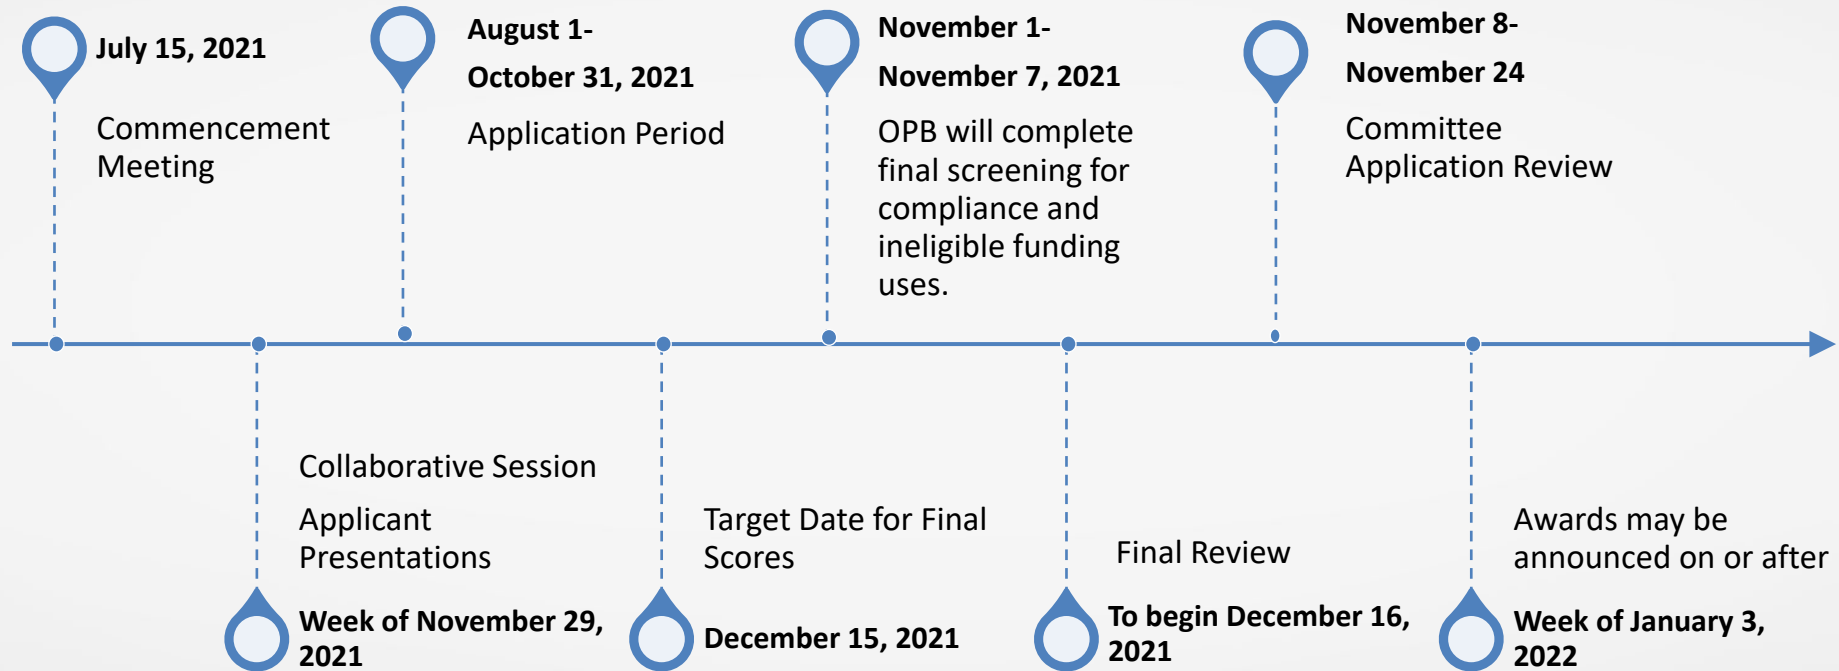 July 15, 2021
Commencement
Meeting
August 1-
October 31, 2021
Application Period
November 1-
November 7, 2021
OPB will complete
final screening for
compliance and
ineligible funding
uses.
November 8-
November 24
Committee
Application Review
Collaborative Session
Applicant
Presentations
Week of November 29,
2021
Target Date for Final
Scores
December 15, 2021
Final Review
To begin December 16,
2021
Awards may be
announced on or after
Week of January 3,
2022